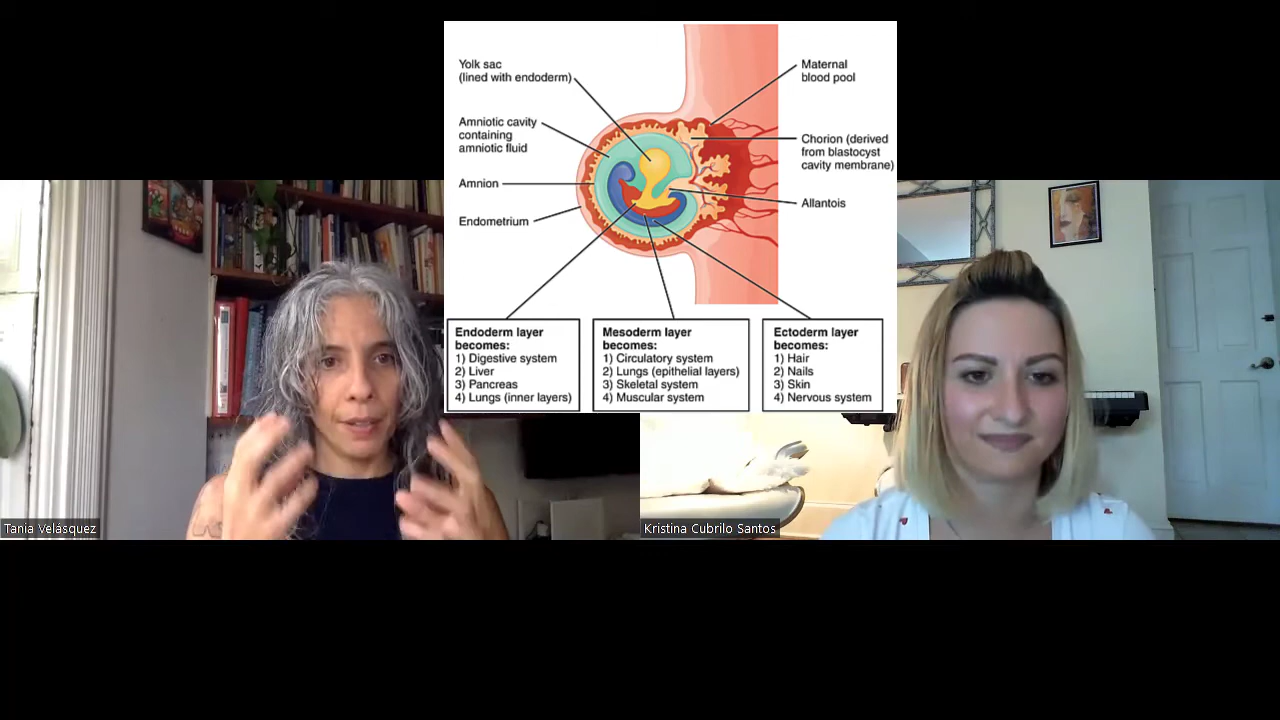 Yolk sac
(lined with endoderm)
Amniotic cavity
containing
amniotic fluid
Amnion
Endometrium
Maternal
blood pool
Chorion (derived
from blastocyst
cavity membrane)
Allantois
Endoderm layer
becomes:
1) Digestive system
2) Liver
3) Pancreas
4) Lungs (inner layers)
Mesoderm layer
becomes:
1) Circulatory system
2) Lungs (epithelial layers)
3) Skeletal system
4) Muscular system
Ectoderm layer
becomes:
1) Hair
2) Nails
3) Skin
4) Nervous system
Tania Velásquez
Kristina Cubrilo Santos